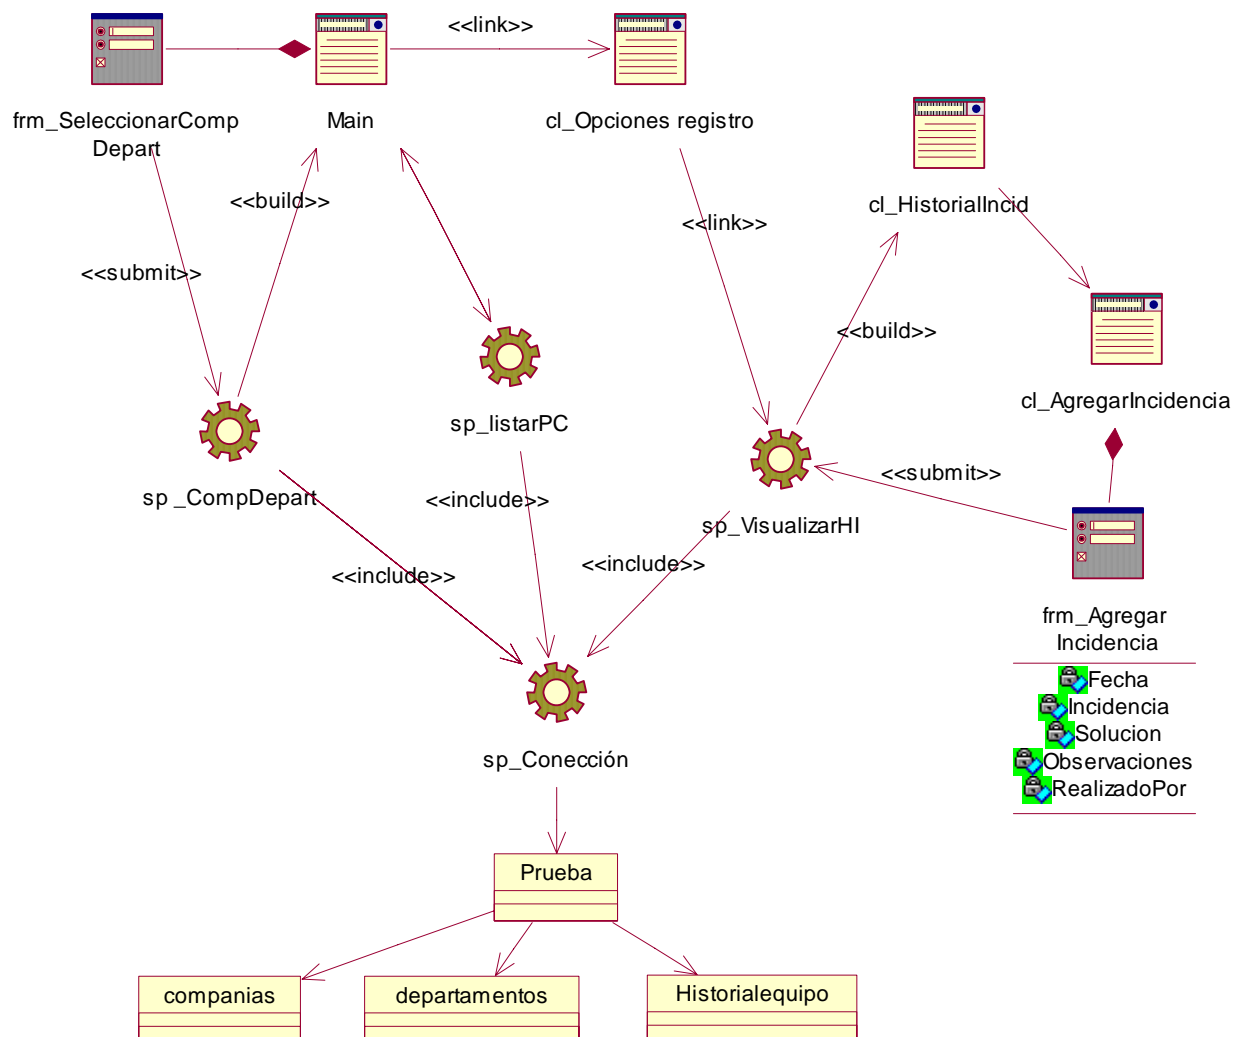 <<link>>
frm_SeleccionarComp
Depart
Main
cl_Opciones registro
cl_HistorialIncid
<<build>>
<<link>>
<<submit>>
<<build>>
cl_AgregarIncidencia
sp_listarPC
<<submit>>
sp _CompDepart
<<include>>
sp_VisualizarHI
<<include>>
<<include>>
frm_Agregar
Incidencia
Fecha
Incidencia
Solucion
Observaciones
RealizadoPor
sp_Conección
Prueba
companias
departamentos
Historialequipo